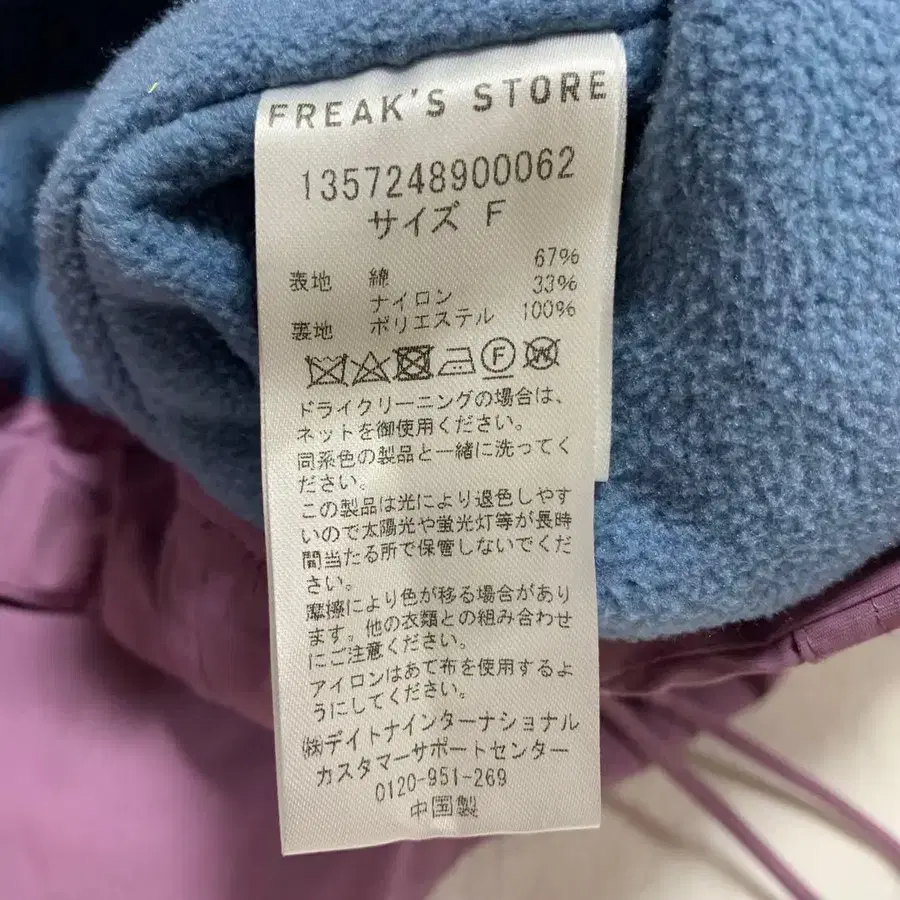 FREAK'S STORE
1357248900062
サイズ F
表地 綿 67%
ナイロン 33%
裏地 ポリエステル 100%
F W
ドライクリーニングの場合は、
ネットを御使用ください。
同系色の製品と一緒に洗ってく
ださい。
この製品は光により退色しやす
いので太陽光や蛍光灯等が長時
間当たる所で保管しないでくだ
さい。
摩擦により色が移る場合があり
ます。他の衣類との組み合わせ
にご注意ください。
アイロンはあて布を使用するよ
うにしてください。
㈱デイトナインターナショナル
カスタマーサポートセンター
0120-951-269
中国製